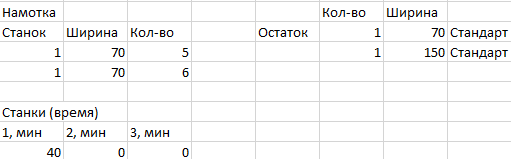 Кол-во Ширина
Намотка
Станок Ширина Кол-во Остаток 1 70 Стандарт
1 70 5 1 150 Стандарт
1 70 6
Станки (время)
1, мин 2, мин 3, мин
40 0 0